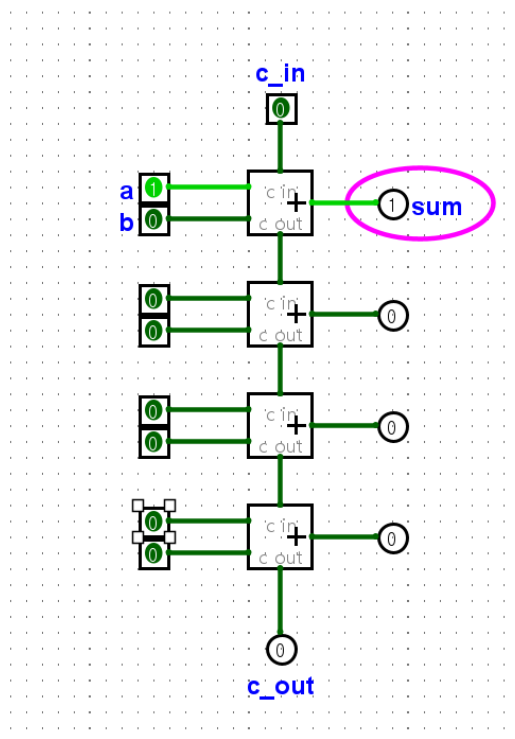 c_in
0
a 1 c in + 1 sum
b 0 c out
0 c in + 0
0 c out
0 c in + 0
0 c out
0 c in + 0
0 c out
0
c_out